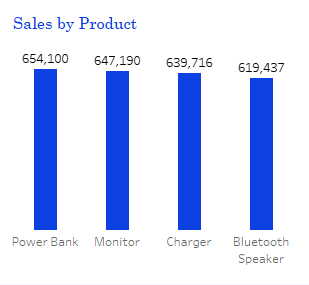 Sales by Product
654,100 647,190 639,716 619,437
Power Bank Monitor Charger Bluetooth
Speaker